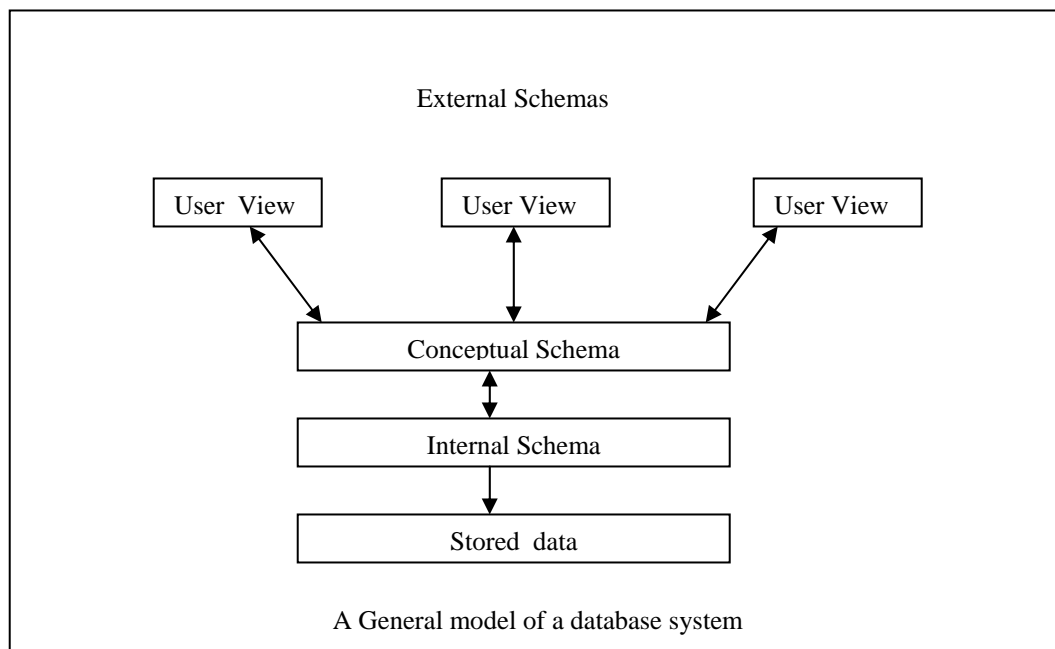 External Schemas
User View
User View
User View
Conceptual Schema
Internal Schema
Stored data
A General model of a database system